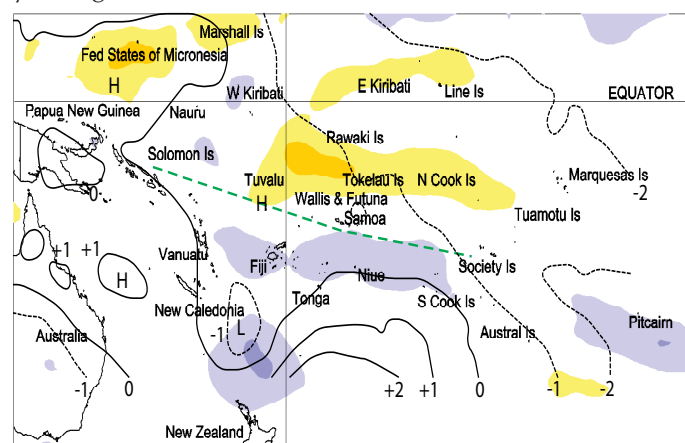 Marshall Is
Fed States of Micronesia
H
W Kiribati
E Kiribati
Line Is
EQUATOR
Papua New Guinea
Nauru
Rawaki Is
Solomon Is
Tuvalu
Tokelau Is
N Cook Is
Marquesas Is
-2
0
H
Wallis & Futuna
Samoa
Tuamotu Is
+1
+1
Vanuatu
Fiji
Niue
Society Is
H
New Caledonia
Tonga
S Cook Is
-1
L
Australia
Austral Is
Pitcairn
-1
0
+2
+1
0
-1
-2
New Zealand